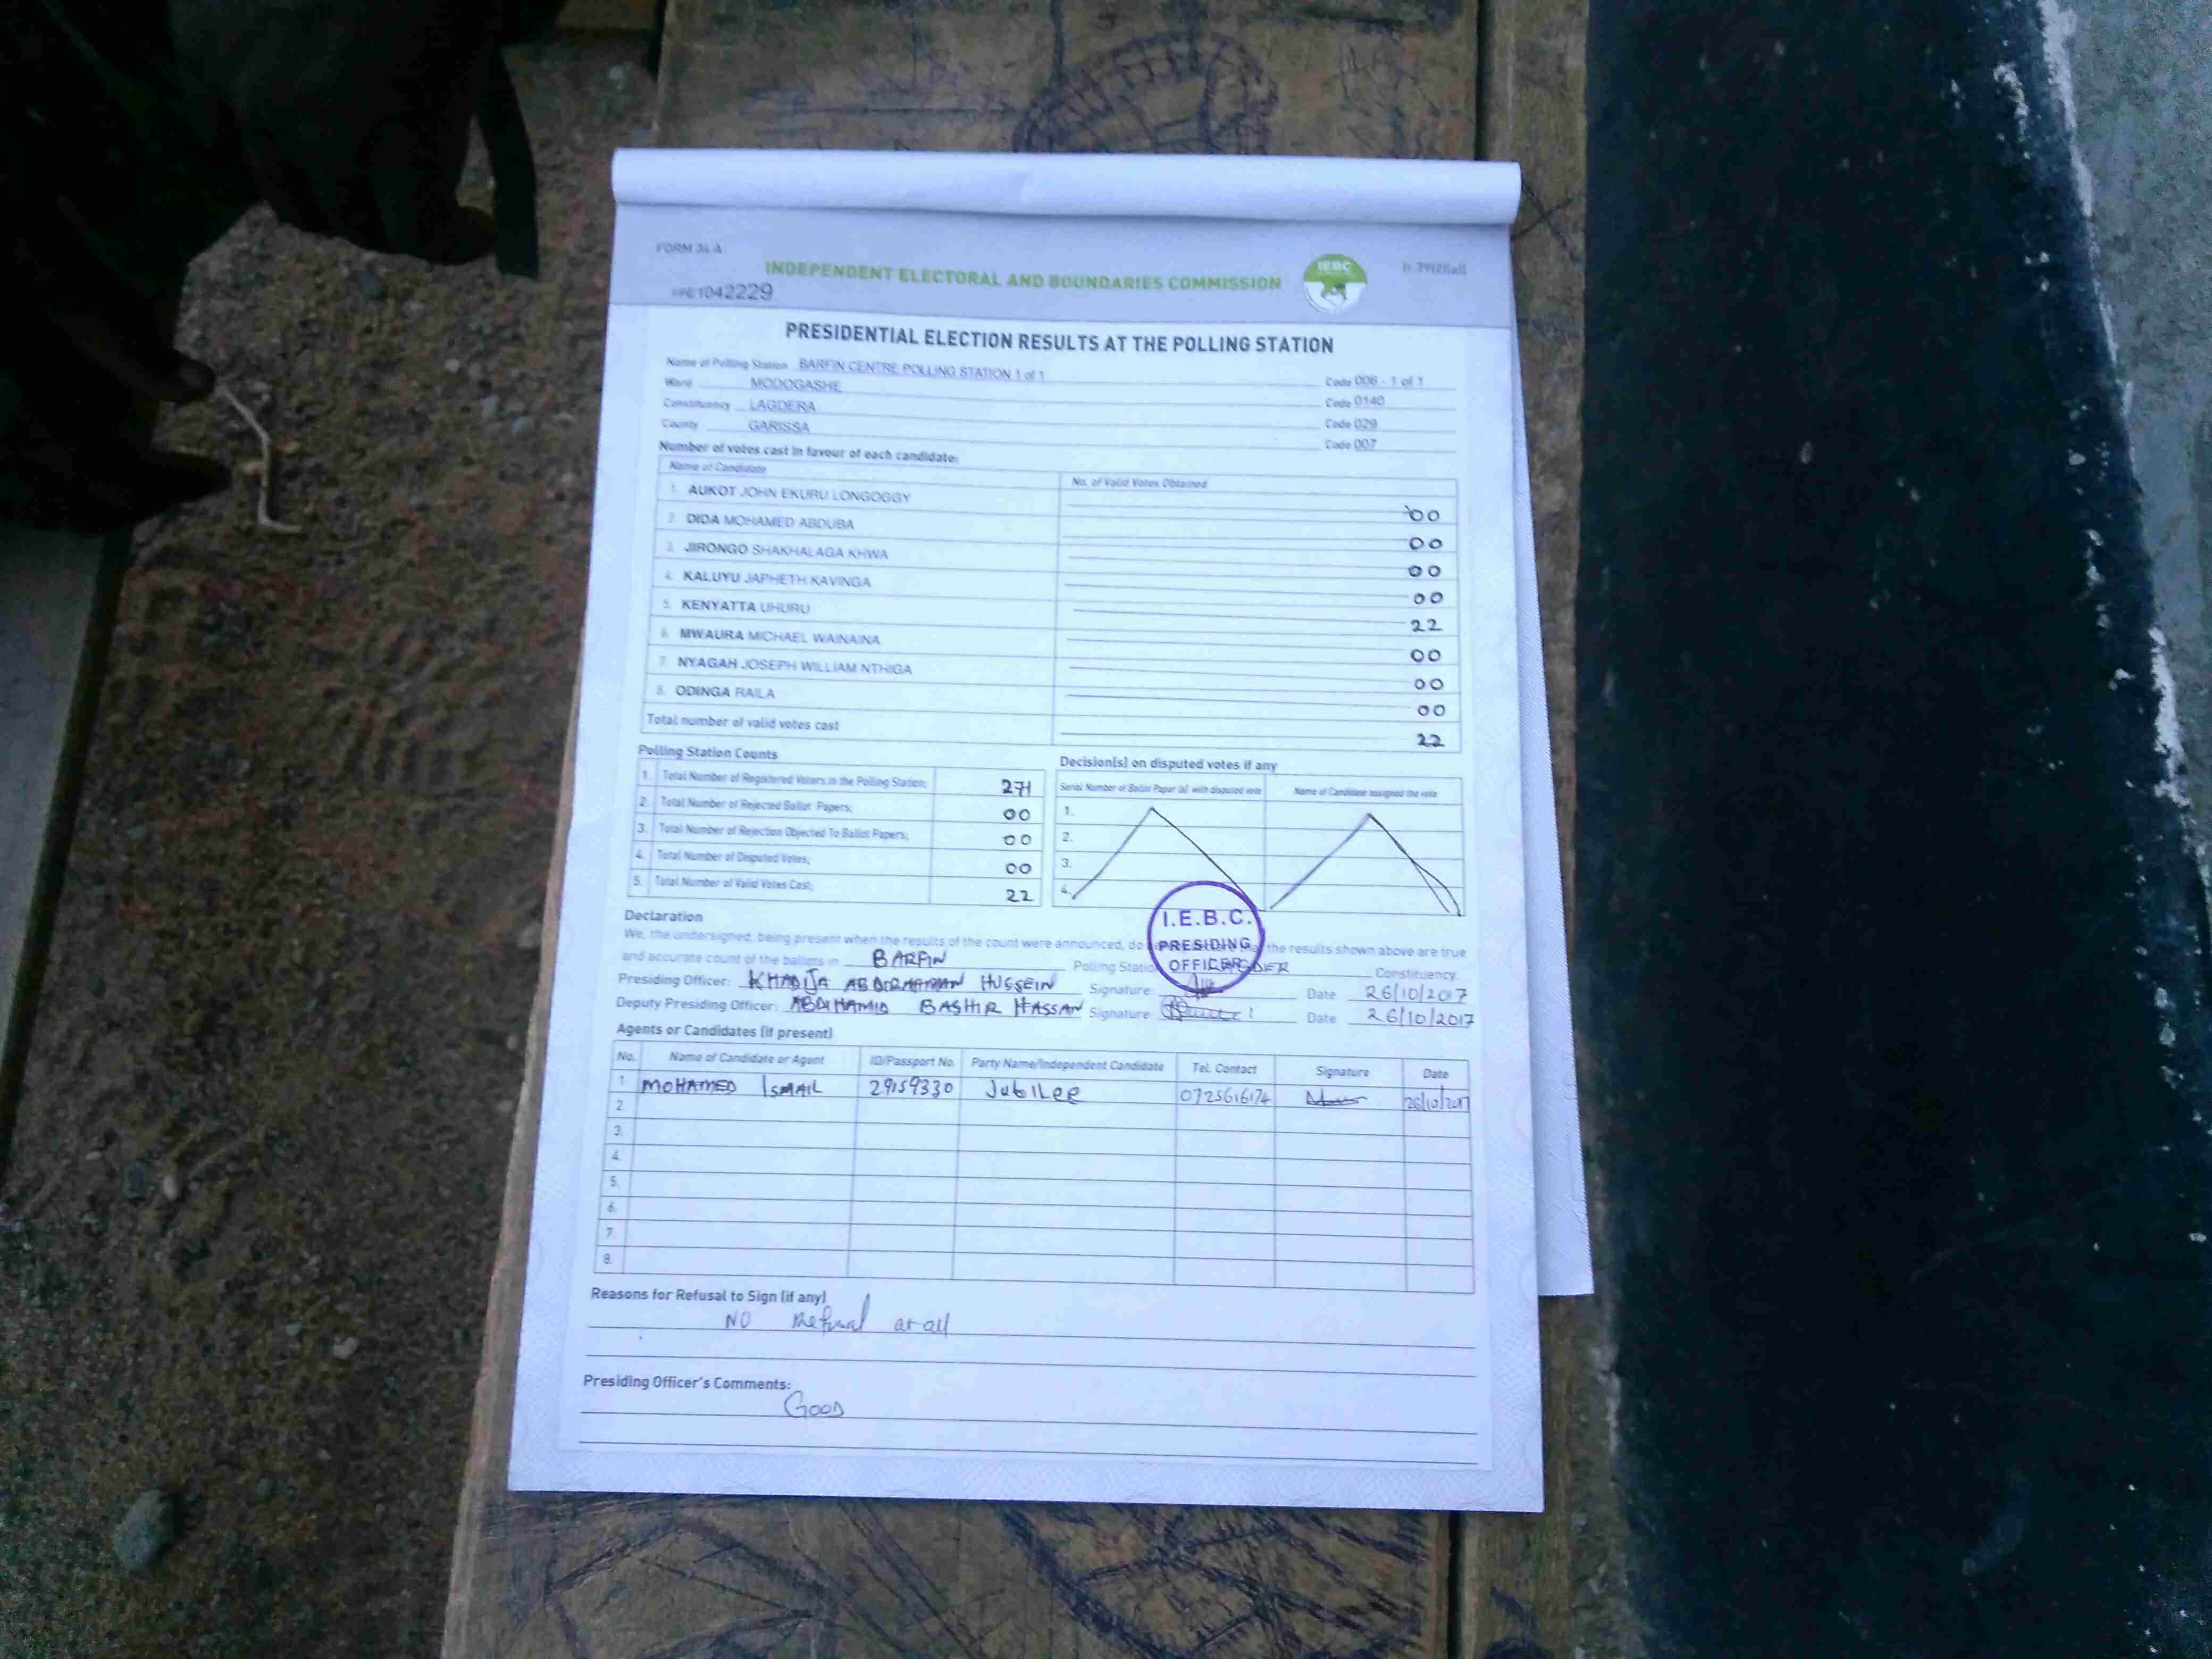 FORM 34 A
INDEPENDENT ELECTORAL AND BOUNDARIES COMMISSION
IEBC
1042229
PRESIDENTIAL ELECTION RESULTS AT THE POLLING STATION
Name of Polling Station BARFIN CENTRE POLLING STATION 1 of 1 Code 006 - 1 of 1
Ward MODOGASHE Code 0140
Constituency LAGDERA Code 029
County GARISSA Code 007
Number of votes cast in favour of each candidate:
Name of Candidate No. of Valid Votes Obtained
1. AUKOT JOHN EKURU LONGOGGY 00
2. DIDA MOHAMED ABDUBA 00
3. JIRONGO SHAKHALAGA KHWA 00
4. KALUYU JAPHETH KAVINGA 00
5. KENYATTA UHURU 22
6. MWAURA MICHAEL WAINAINA 00
7. NYAGAH JOSEPH WILLIAM NTHIGA 00
8. ODINGA RAILA 00
Total number of valid votes cast 22
Polling Station Counts
1. Total Number of Registered Voters in the Polling Station; 271
2. Total Number of Rejected Ballot Papers; 00
3. Total Number of Rejection Objected To Ballot Papers; 00
4. Total Number of Disputed Votes; 00
5. Total Number of Valid Votes Cast; 22
Decision(s) on disputed votes if any
Serial Number of Ballot Paper (s) with disputed vote Name of Candidate assigned the vote
1.
2.
3.
4.
I.E.B.C.
PRESIDING
OFFICER
Declaration
We, the undersigned, being present when the results of the count were announced, do the results shown above are true
and accurate count of the ballots in BARFIN Polling Station Constituency.
Presiding Officer: KHADIJA ABDIRAHMAN HUSSEIN Signature: Date 26/10/2017
Deputy Presiding Officer: ABDIHAMID BASHIR HASSAN Signature: Date 26/10/2017
Agents or Candidates (if present)
No. Name of Candidate or Agent ID/Passport No. Party Name/Independent Candidate Tel. Contact Signature Date
1 MOHAMED ISMAIL 29159330 JubiLee 0725616174 26/10/2017
2.
3.
4.
5.
6.
7.
8.
Reasons for Refusal to Sign (if any)
NO Refusal at all
Presiding Officer's Comments:
GOOD